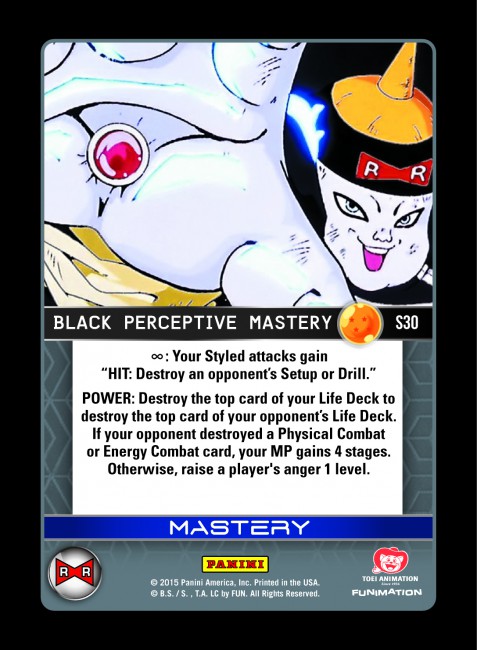 R R
BLACK PERCEPTIVE MASTERY S30
∞: Your Styled attacks gain
“HIT: Destroy an opponent’s Setup or Drill.”
POWER: Destroy the top card of your Life Deck to
destroy the top card of your opponent’s Life Deck.
If your opponent destroyed a Physical Combat
or Energy Combat card, your MP gains 4 stages.
Otherwise, raise a player's anger 1 level.
MASTERY
R R
PANINI
© 2015 Panini America, Inc. Printed in the USA.
© B.S. / S. , T.A. LC by FUN. All Rights Reserved.
TOEI ANIMATION
Since 1956
FUNIMATION